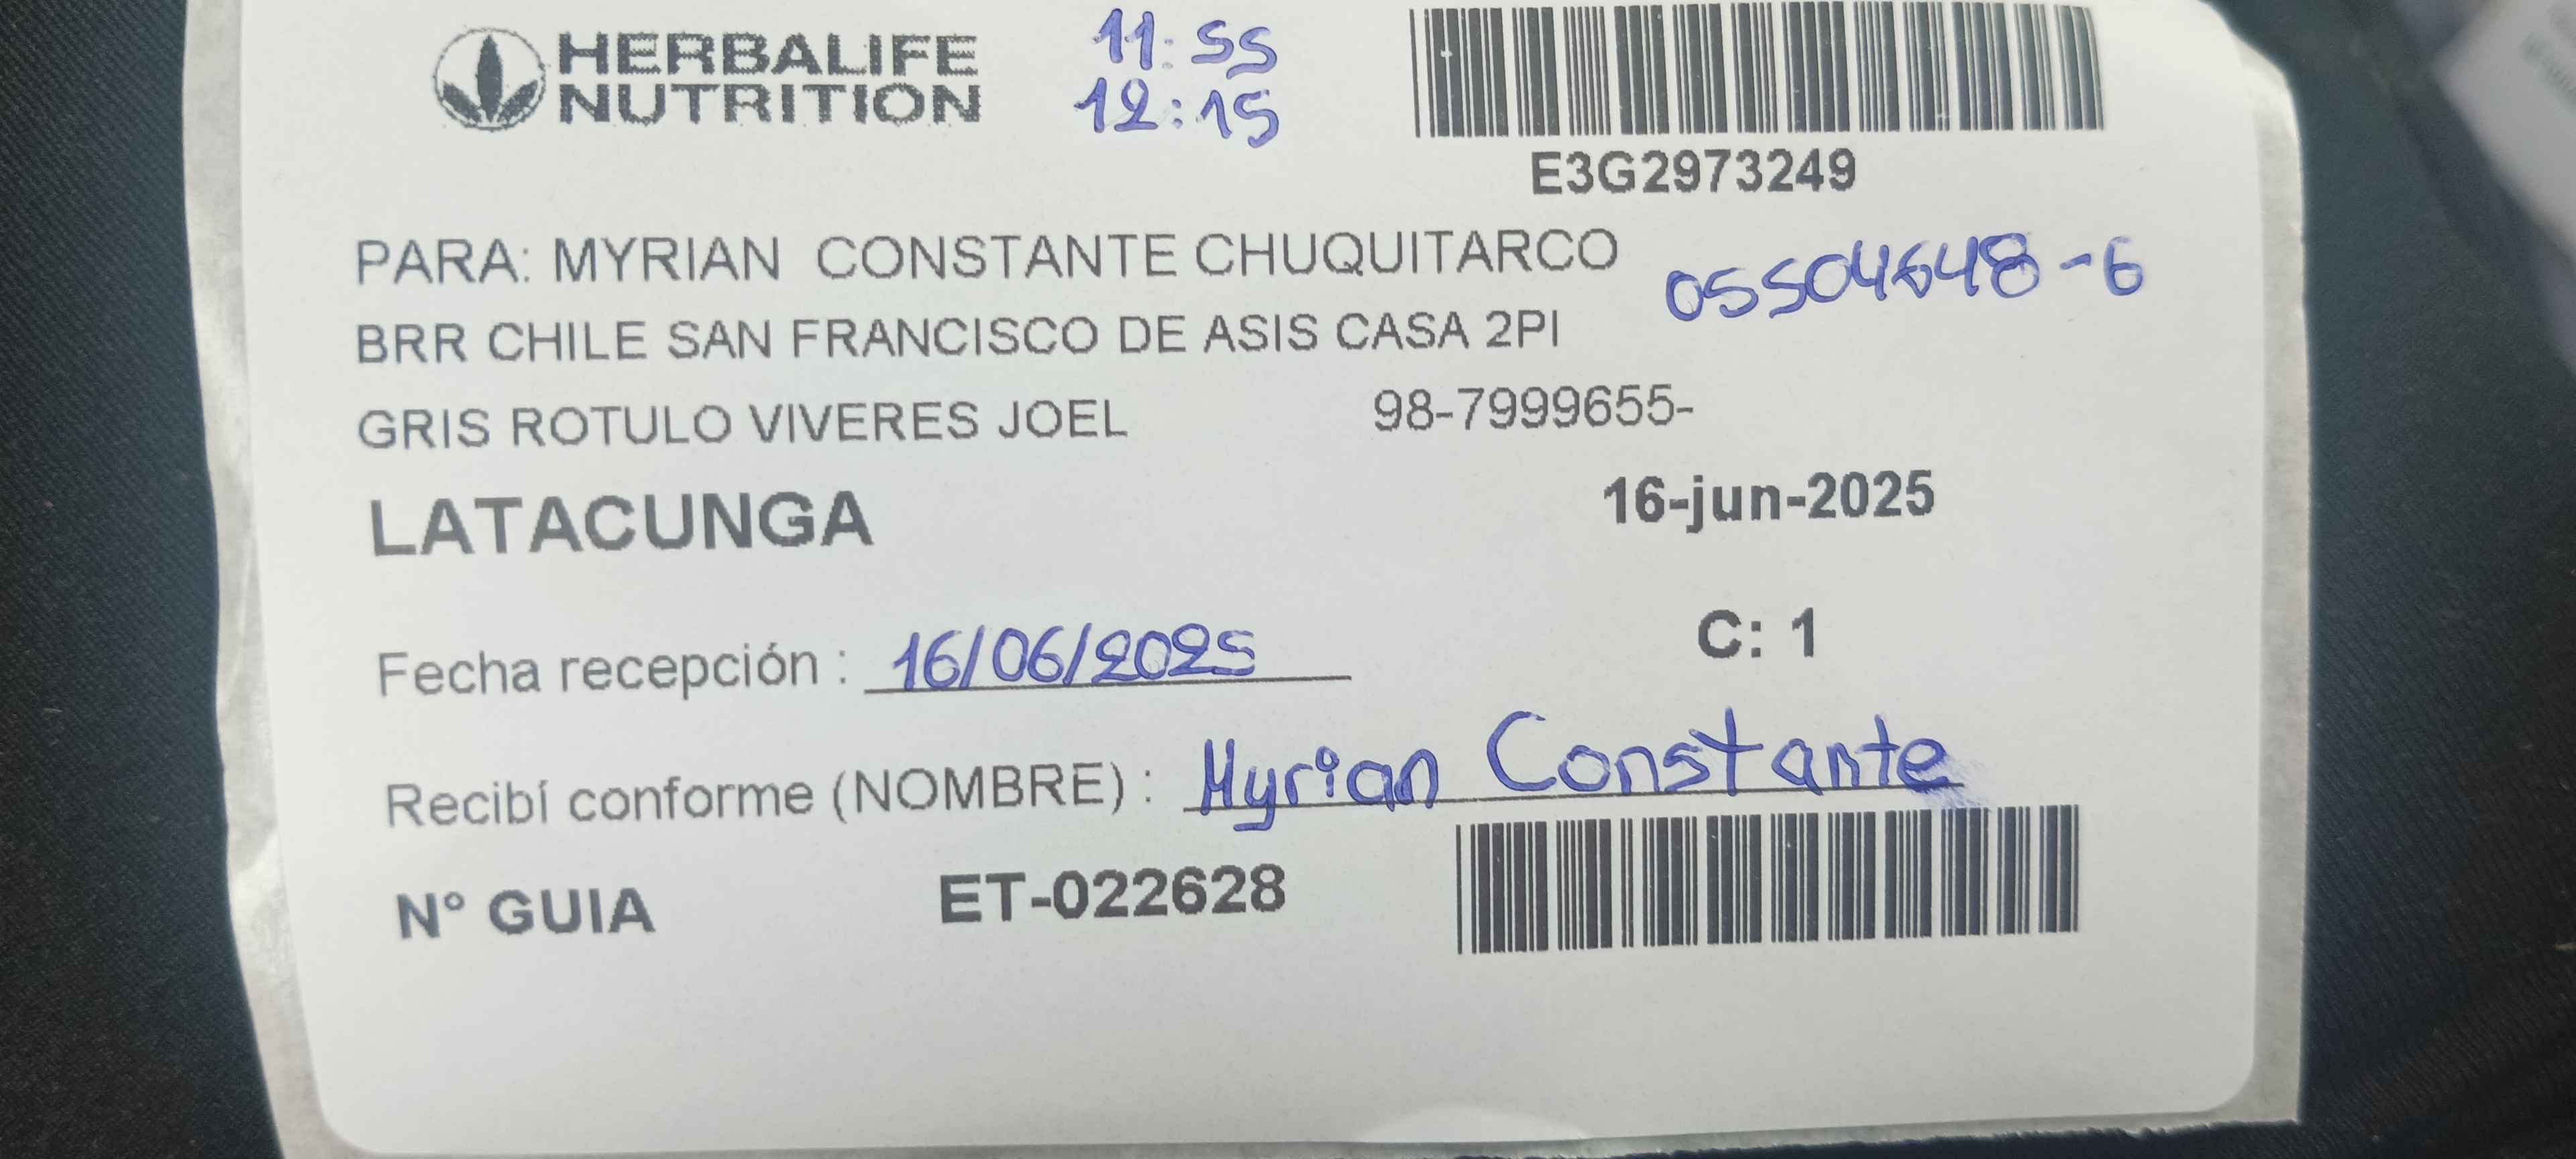 HERBALIFE
NUTRITION
11:55
12:15
E3G2973249
PARA: MYRIAN CONSTANTE CHUQUITARCO
05504648-6
BRR CHILE SAN FRANCISCO DE ASIS CASA 2PI
GRIS ROTULO VIVERES JOEL 98-7999655-
LATACUNGA
16-jun-2025
C: 1
Fecha recepción : 16/06/2025
Recibí conforme (NOMBRE) : Myrian Constante
N° GUIA ET-022628